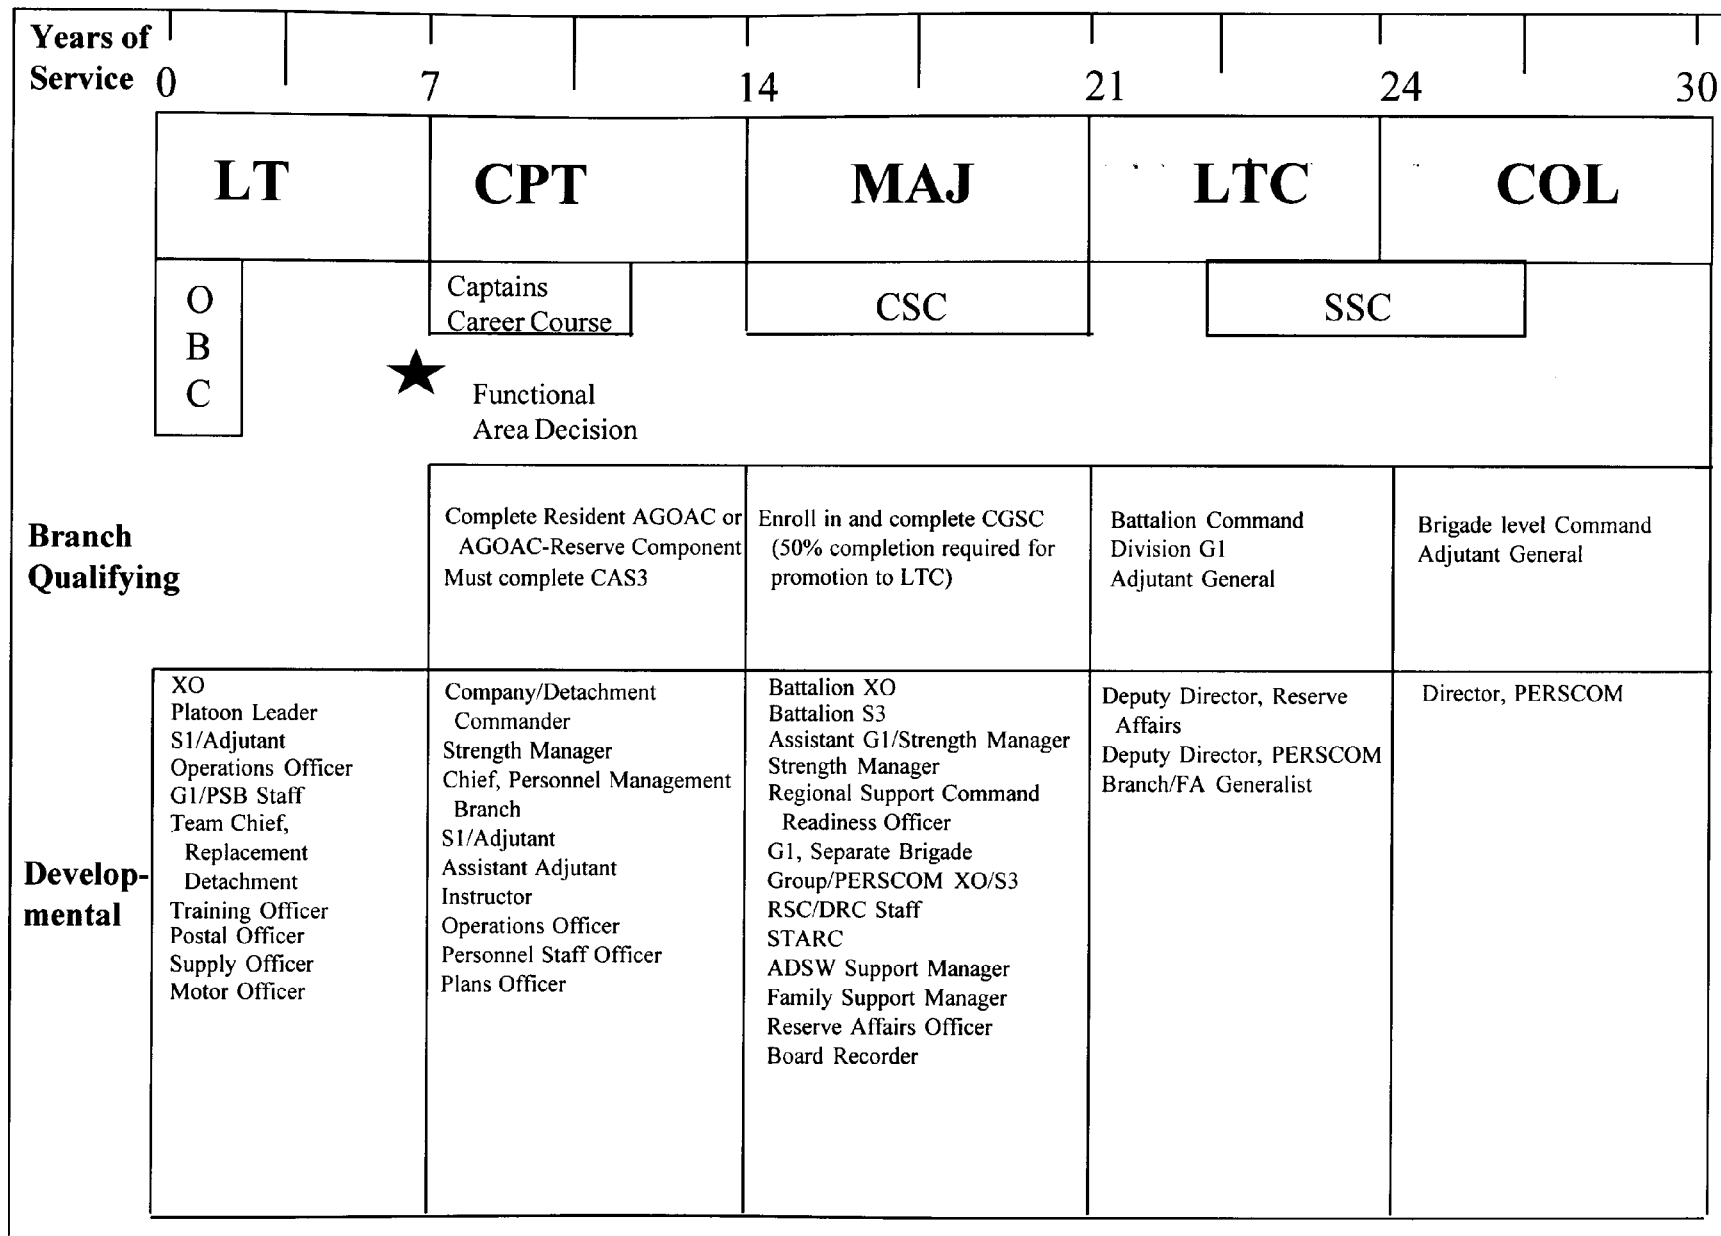 Years of
Service 0 7 14 21 24 30
LT CPT MAJ LTC COL
O
B
C
Captains
Career Course
CSC
SSC
Functional
Area Decision
Branch
Qualifying
Complete Resident AGOAC or
AGOAC-Reserve Component
Must complete CAS3
Enroll in and complete CGSC
(50% completion required for
promotion to LTC)
Battalion Command
Division G1
Adjutant General
Brigade level Command
Adjutant General
Develop-
mental
XO
Platoon Leader
S1/Adjutant
Operations Officer
G1/PSB Staff
Team Chief,
Replacement
Detachment
Training Officer
Postal Officer
Supply Officer
Motor Officer
Company/Detachment
Commander
Strength Manager
Chief, Personnel Management
Branch
S1/Adjutant
Assistant Adjutant
Instructor
Operations Officer
Personnel Staff Officer
Plans Officer
Battalion XO
Battalion S3
Assistant G1/Strength Manager
Strength Manager
Regional Support Command
Readiness Officer
G1, Separate Brigade
Group/PERSCOM XO/S3
RSC/DRC Staff
STARC
ADSW Support Manager
Family Support Manager
Reserve Affairs Officer
Board Recorder
Deputy Director, Reserve
Affairs
Deputy Director, PERSCOM
Branch/FA Generalist
Director, PERSCOM